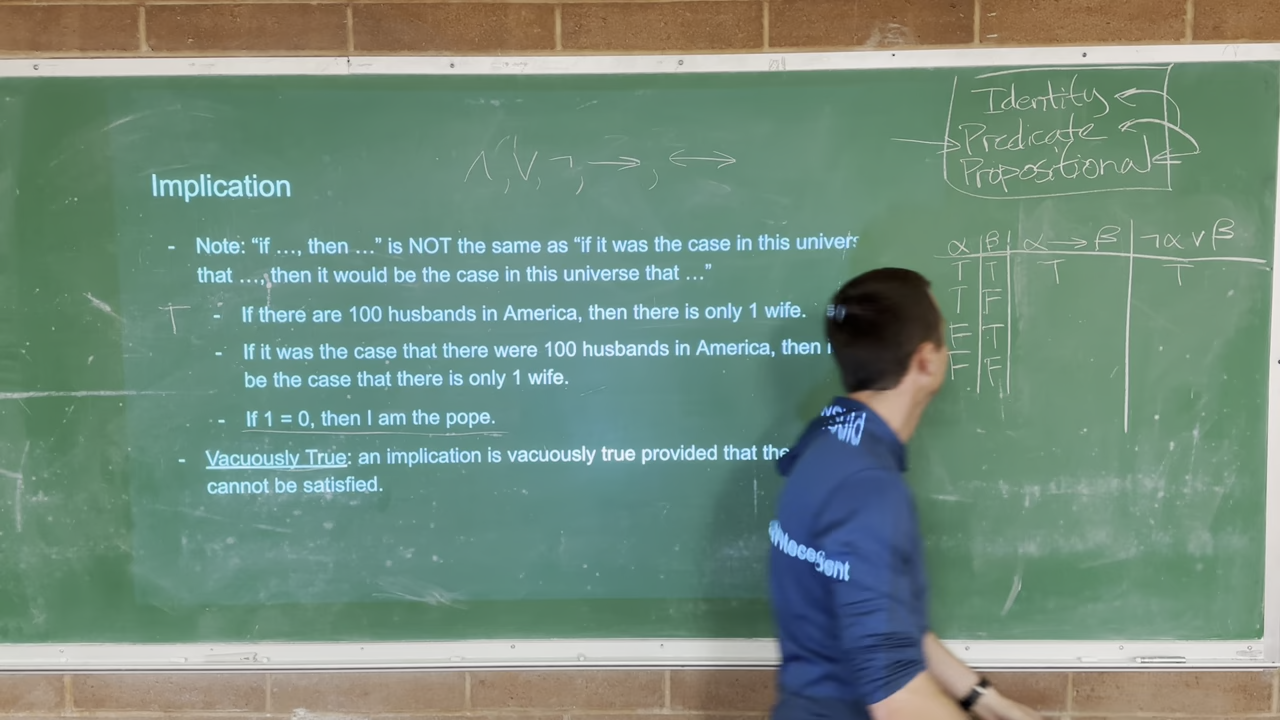 Identity
Predicate
Propositional
∧, ∨, ¬, →, ↔
Implication
- Note: “if …, then …” is NOT the same as “if it was the case in this univers
that …, then it would be the case in this universe that …”
T - If there are 100 husbands in America, then there is only 1 wife.
- If it was the case that there were 100 husbands in America, then
be the case that there is only 1 wife.
- If 1 = 0, then I am the pope.
- Vacuously True: an implication is vacuously true provided that the
antecedent
cannot be satisfied.
α β α → β ¬α ∨ β
T T T T
T F
F T
F F